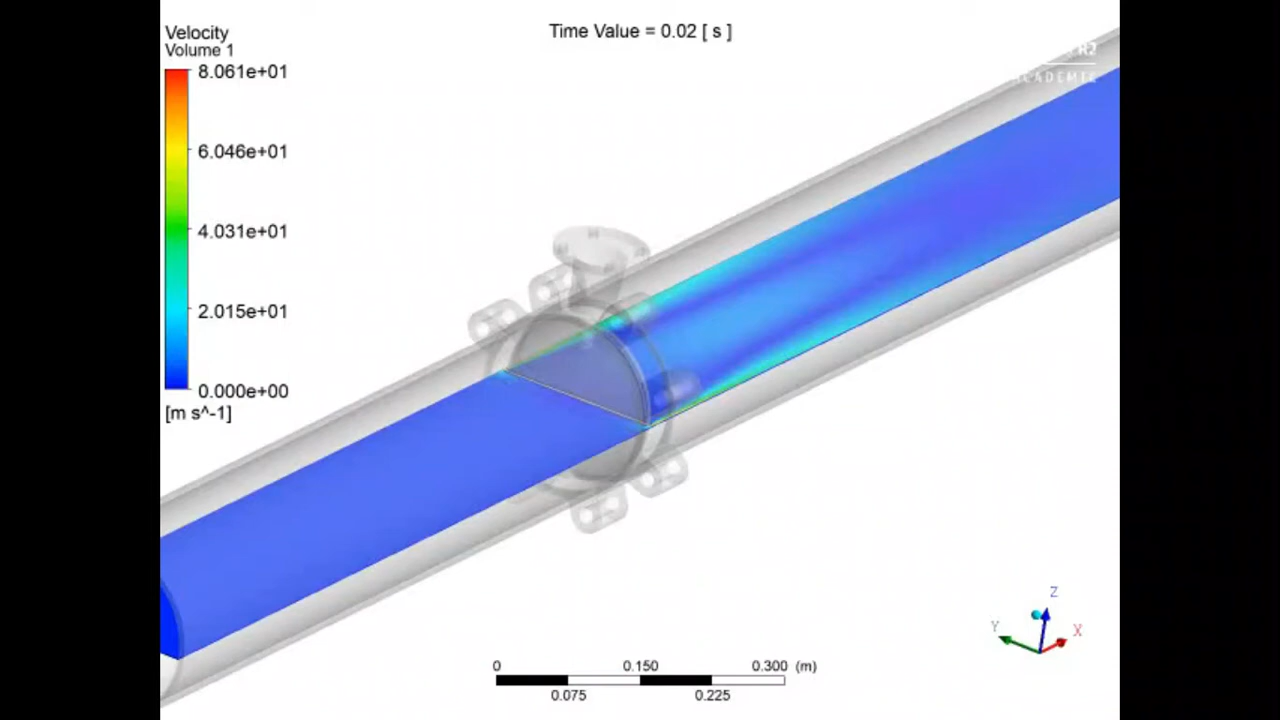 Velocity
Volume 1
Time Value = 0.02 [ s ]
8.061e+01
6.046e+01
4.031e+01
2.015e+01
0.000e+00
[m s^-1]
R2
Z
Y
X
0
0.150
0.300
(m)
0.075
0.225